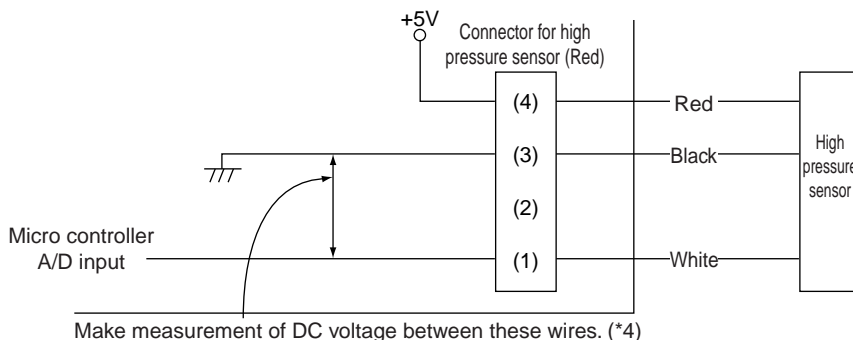 +5V
Connector for high
pressure sensor (Red)
(4)
Red
(3)
Black
High
pressure
sensor
(2)
Micro controller
A/D input
(1)
White
Make measurement of DC voltage between these wires. (*4)